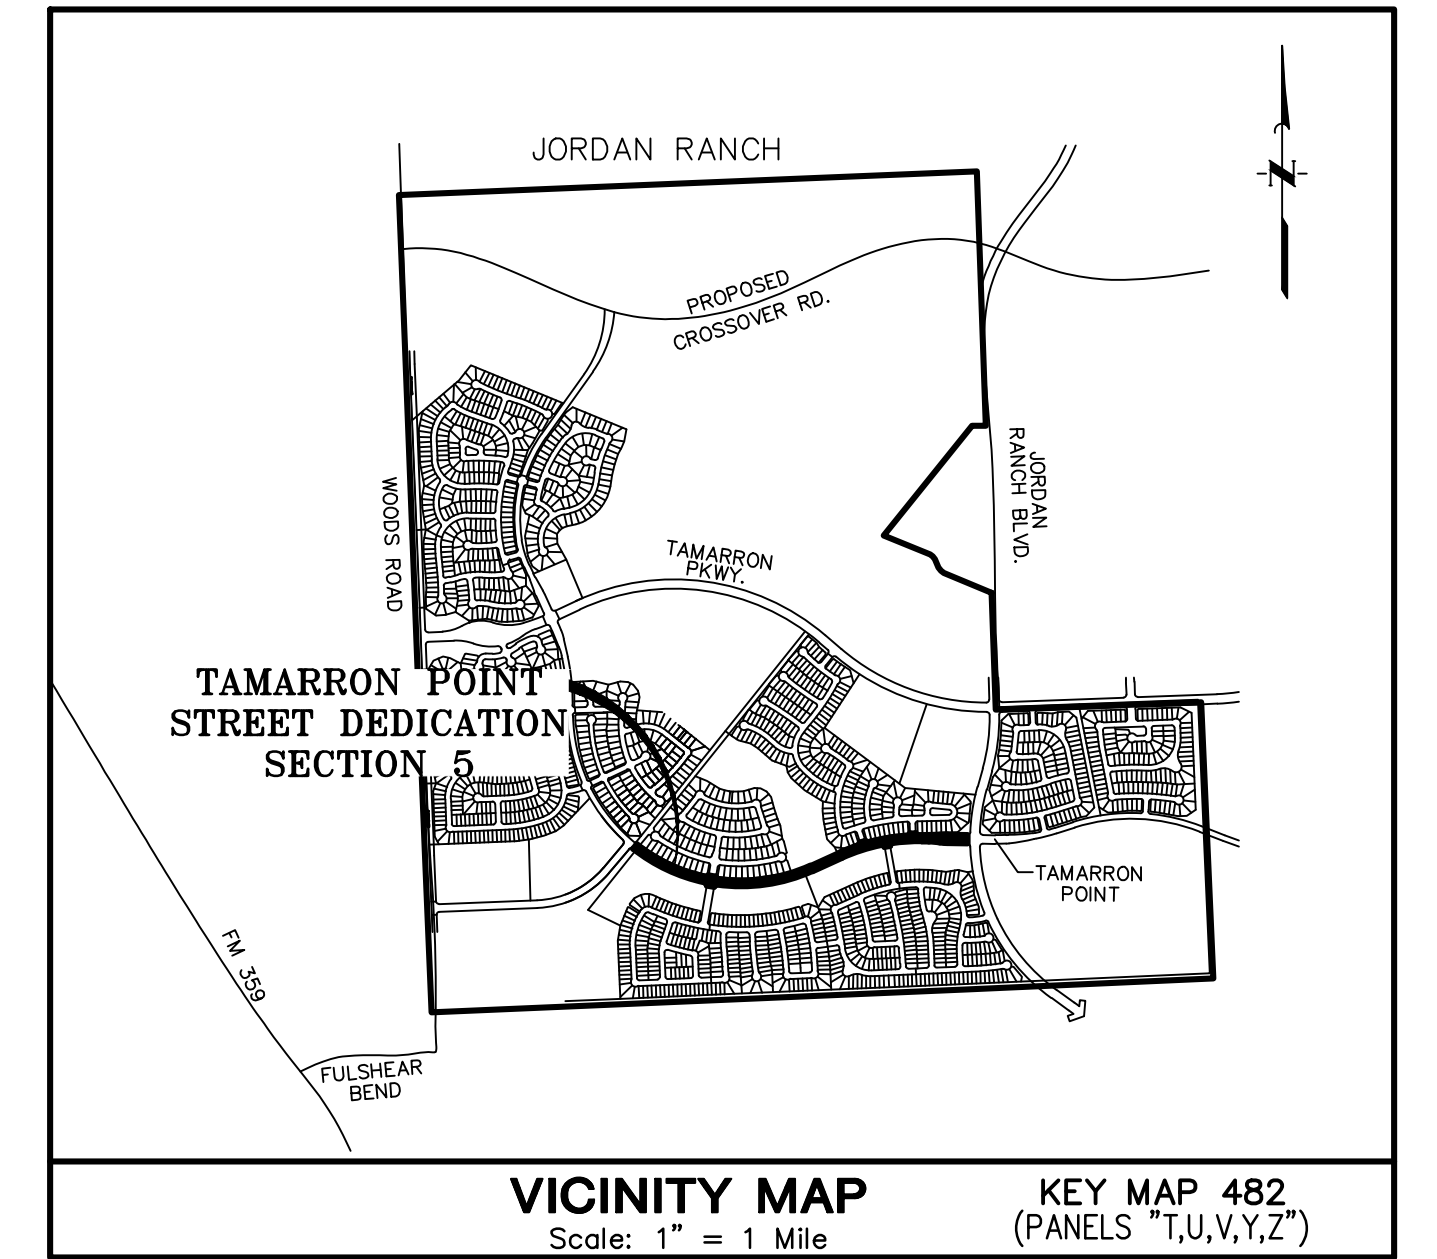 JORDAN RANCH
N
PROPOSED
CROSSOVER RD.
JORDAN
RANCH BLVD.
WOODS ROAD
TAMARRON
PKWY.
TAMARRON POINT
STREET DEDICATION
SECTION 5
TAMARRON
POINT
FM 359
FULSHEAR
BEND
VICINITY MAP
Scale: 1" = 1 Mile
KEY MAP 482
(PANELS "T,U,V,Y,Z")